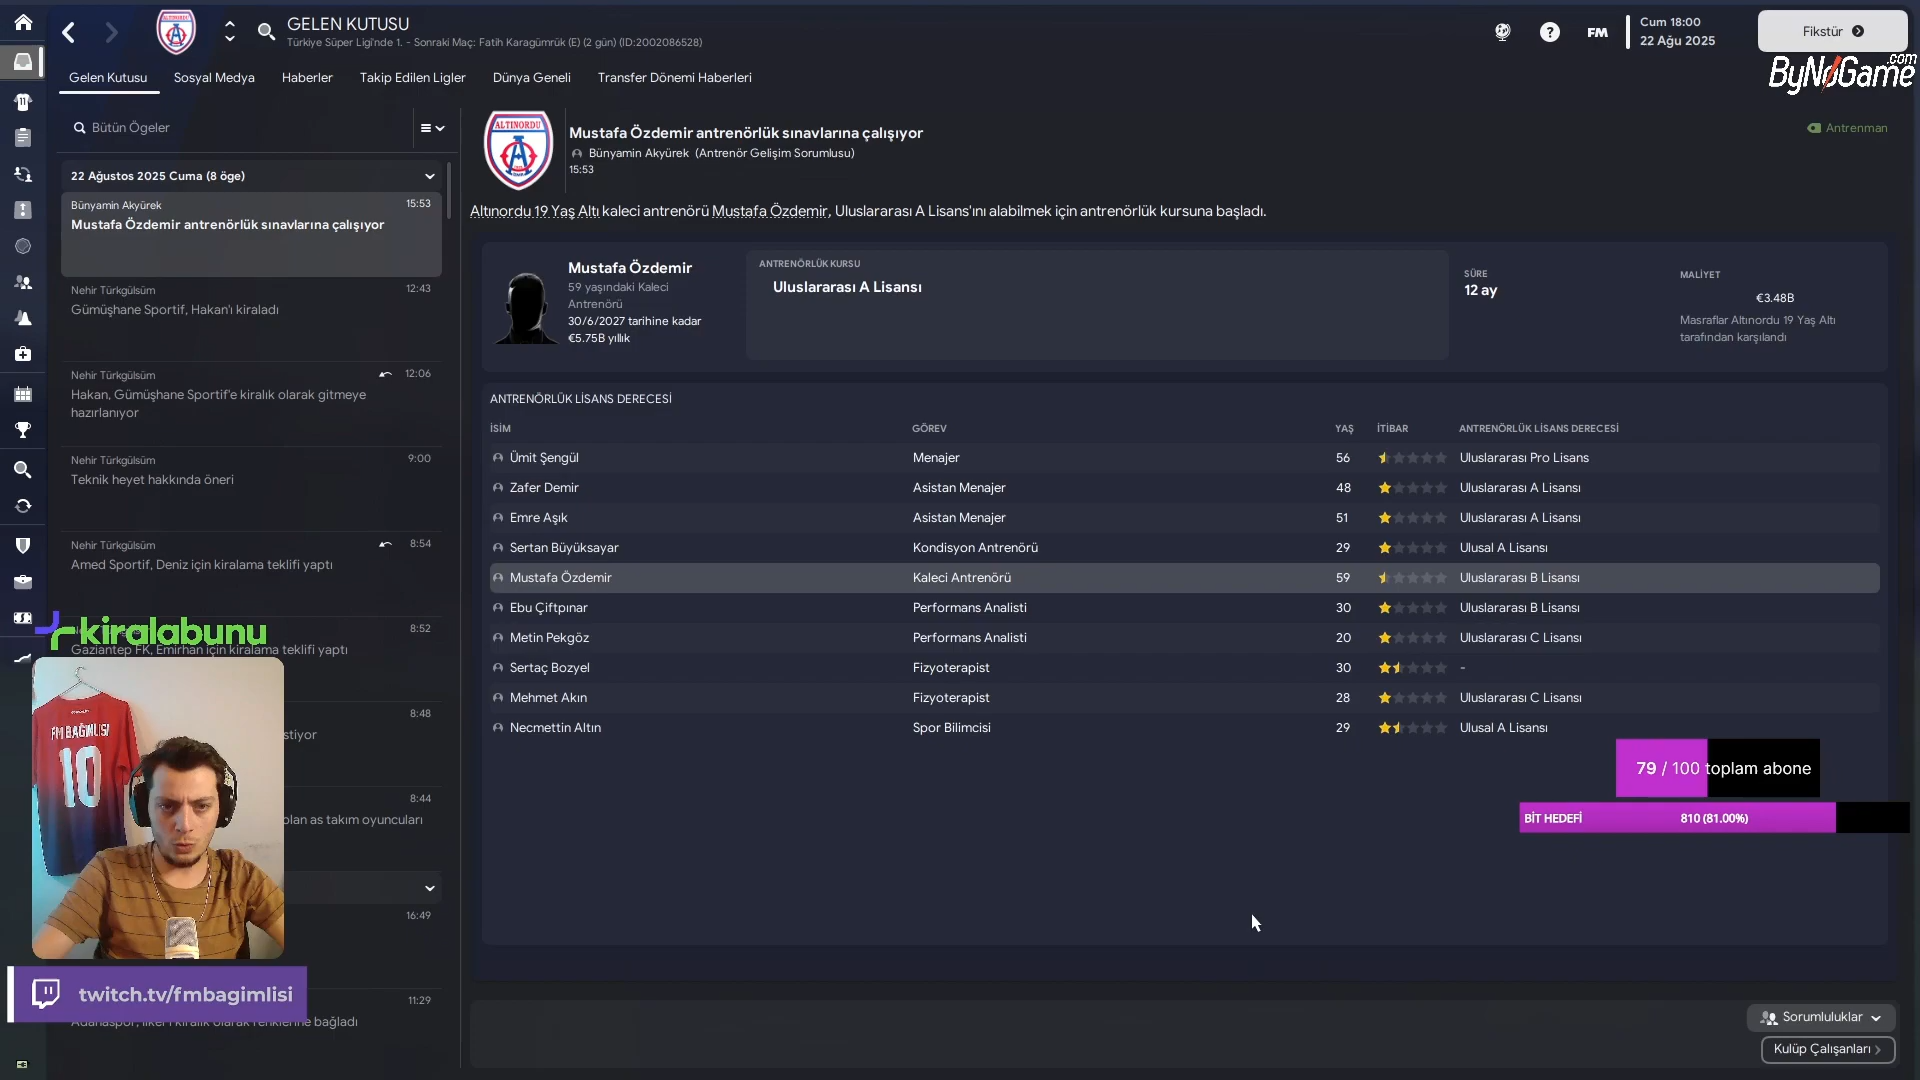 GELEN KUTUSU
Türkiye Süper Ligi'nde 1. - Sonraki Maç: Fatih Karagümrük (E) (2 gün) (ID:2002086528)
FM
Cum 18:00
22 Ağu 2025
Fikstür
ByNoGame.com
Gelen Kutusu
Sosyal Medya
Haberler
Takip Edilen Ligler
Dünya Geneli
Transfer Dönemi Haberleri
Bütün Ögeler
22 Ağustos 2025 Cuma (8 öge)
Bünyamin Akyürek 15:53
Mustafa Özdemir antrenörlük sınavlarına çalışıyor
Nehir Türkgülsüm 12:43
Gümüşhane Sportif, Hakan'ı kiraladı
Nehir Türkgülsüm 12:06
Hakan, Gümüşhane Sportif'e kiralık olarak gitmeye
hazırlanıyor
Nehir Türkgülsüm 9:00
Teknik heyet hakkında öneri
Nehir Türkgülsüm 8:54
Amed Sportif, Deniz için kiralama teklifi yaptı
kiralabunu
8:52
Gaziantep FK, Emirhan için kiralama teklifi yaptı
8:48
stiyor
8:44
olan as takım oyuncuları
16:49
11:29
FM BAĞIMLISI
10
twitch.tv/fmbagimlisi
ALTINORDU
Mustafa Özdemir antrenörlük sınavlarına çalışıyor
Bünyamin Akyürek (Antrenör Gelişim Sorumlusu)
15:53
Antrenman
Altınordu 19 Yaş Altı kaleci antrenörü Mustafa Özdemir, Uluslararası A Lisans'ını alabilmek için antrenörlük kursuna başladı.
Mustafa Özdemir
59 yaşındaki Kaleci
Antrenörü
30/6/2027 tarihine kadar
€5.75B yıllık
ANTRENÖRLÜK KURSU
Uluslararası A Lisansı
SÜRE
12 ay
MALİYET
€3.48B
Masraflar Altınordu 19 Yaş Altı
tarafından karşılandı
ANTRENÖRLÜK LİSANS DERECESİ
İSİM GÖREV YAŞ İTİBAR ANTRENÖRLÜK LİSANS DERECESİ
Ümit Şengül Menajer 56 Uluslararası Pro Lisans
Zafer Demir Asistan Menajer 48 Uluslararası A Lisansı
Emre Aşık Asistan Menajer 51 Uluslararası A Lisansı
Sertan Büyüksayar Kondisyon Antrenörü 29 Ulusal A Lisansı
Mustafa Özdemir Kaleci Antrenörü 59 Uluslararası B Lisansı
Ebu Çiftpınar Performans Analisti 30 Uluslararası B Lisansı
Metin Pekgöz Performans Analisti 20 Uluslararası C Lisansı
Sertaç Bozyel Fizyoterapist 30 -
Mehmet Akın Fizyoterapist 28 Uluslararası C Lisansı
Necmettin Altın Spor Bilimcisi 29 Ulusal A Lisansı
79 / 100 toplam abone
BİT HEDEFİ 810 (81.00%)
Sorumluluklar
Kulüp Çalışanları